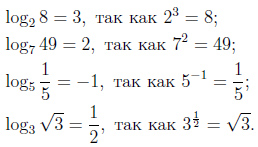 log₂ 8 = 3, так как 2³ = 8;
log₇ 49 = 2, так как 7² = 49;
log₅ 1/5 = −1, так как 5⁻¹ = 1/5;
log₃ √3 = 1/2, так как 3^(1/2) = √3.